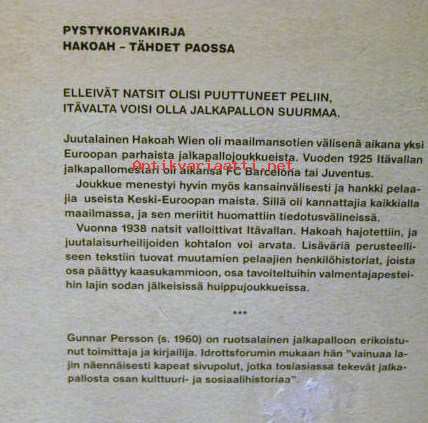 PYSTYKORVAKIRJA
HAKOAH – TÄHDET PAOSSA
ELLEIVÄT NATSIT OLISI PUUTTUNEET PELIIN,
ITÄVALTA VOISI OLLA JALKAPALLON SUURMAA.
Juutalainen Hakoah Wien oli maailmansotien välisenä aikana yksi
Euroopan parhaista jalkapallojoukkueista. Vuoden 1925 Itävallan
jalkapallomestari oli aikansa FC Barcelona tai Juventus.
Antikvariaatti.net
Joukkue menestyi hyvin myös kansainvälisesti ja hankki pelaa-
jia useista Keski-Euroopan maista. Sillä oli kannattajia kaikkialla
maailmassa, ja sen meriitit huomattiin tiedotusvälineissä.
Vuonna 1938 natsit valloittivat Itävallan. Hakoah hajotettiin, ja
juutalaisurheilijoiden kohtalon voi arvata. Lisäväriä perusteelli-
seen tekstiin tuovat muutamien pelaajien henkilöhistoriat, joista
osa päättyy kaasukammioon, osa tavoiteltuihin valmentajapestei-
hin lajin sodan jälkeisissä huippujoukkueissa.
***
Gunnar Persson (s. 1960) on ruotsalainen jalkapalloon erikoistu-
nut toimittaja ja kirjailija. Idrottsforumin mukaan hän "vainuaa la-
jin näennäisesti kapeat sivupolut, jotka tosiasiassa tekevät jalka-
pallosta osan kulttuuri- ja sosiaalihistoriaa".